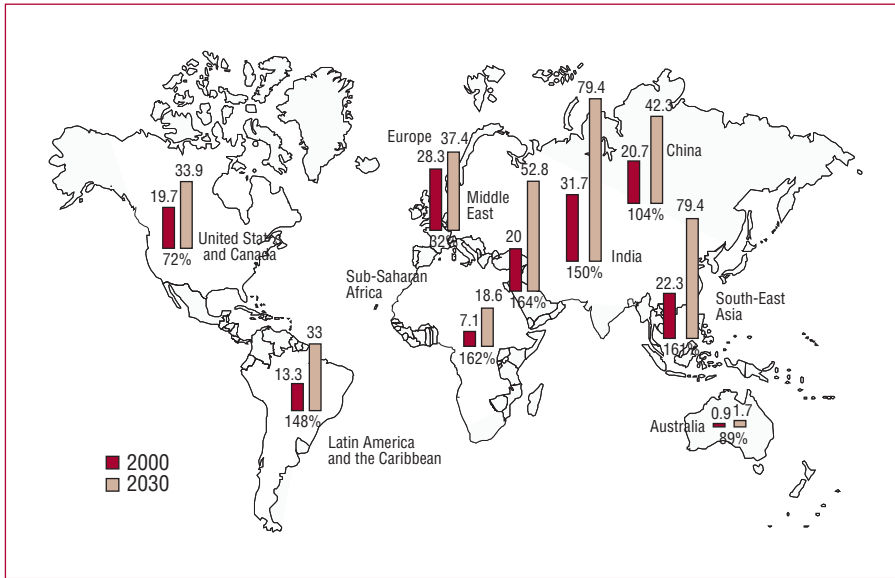 79.4
42.3
Europe
37.4
28.3
20.7
China
33.9
52.8
19.7
31.7
Middle
East
79.4
104%
United Stat
and Canada
32%
72%
20
India
150%
Sub-Saharan
Africa
164%
22.3
South-East
Asia
18.6
7.1
161%
162%
33
13.3
148%
0.9
1.7
Australia
89%
Latin America
and the Caribbean
2000
2030